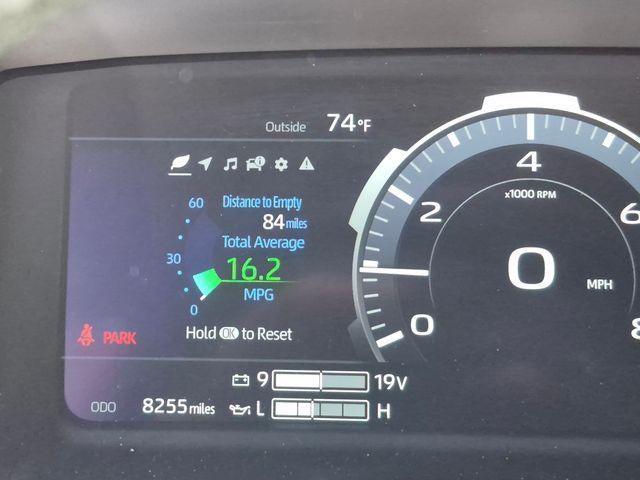 Outside 74°F
60 Distance to Empty
84 miles
Total Average
30 16.2
MPG
0
Hold OK to Reset
PARK
9 19V
ODO 8255 miles L H
4
x1000 RPM
2 6
0 MPH
0 8